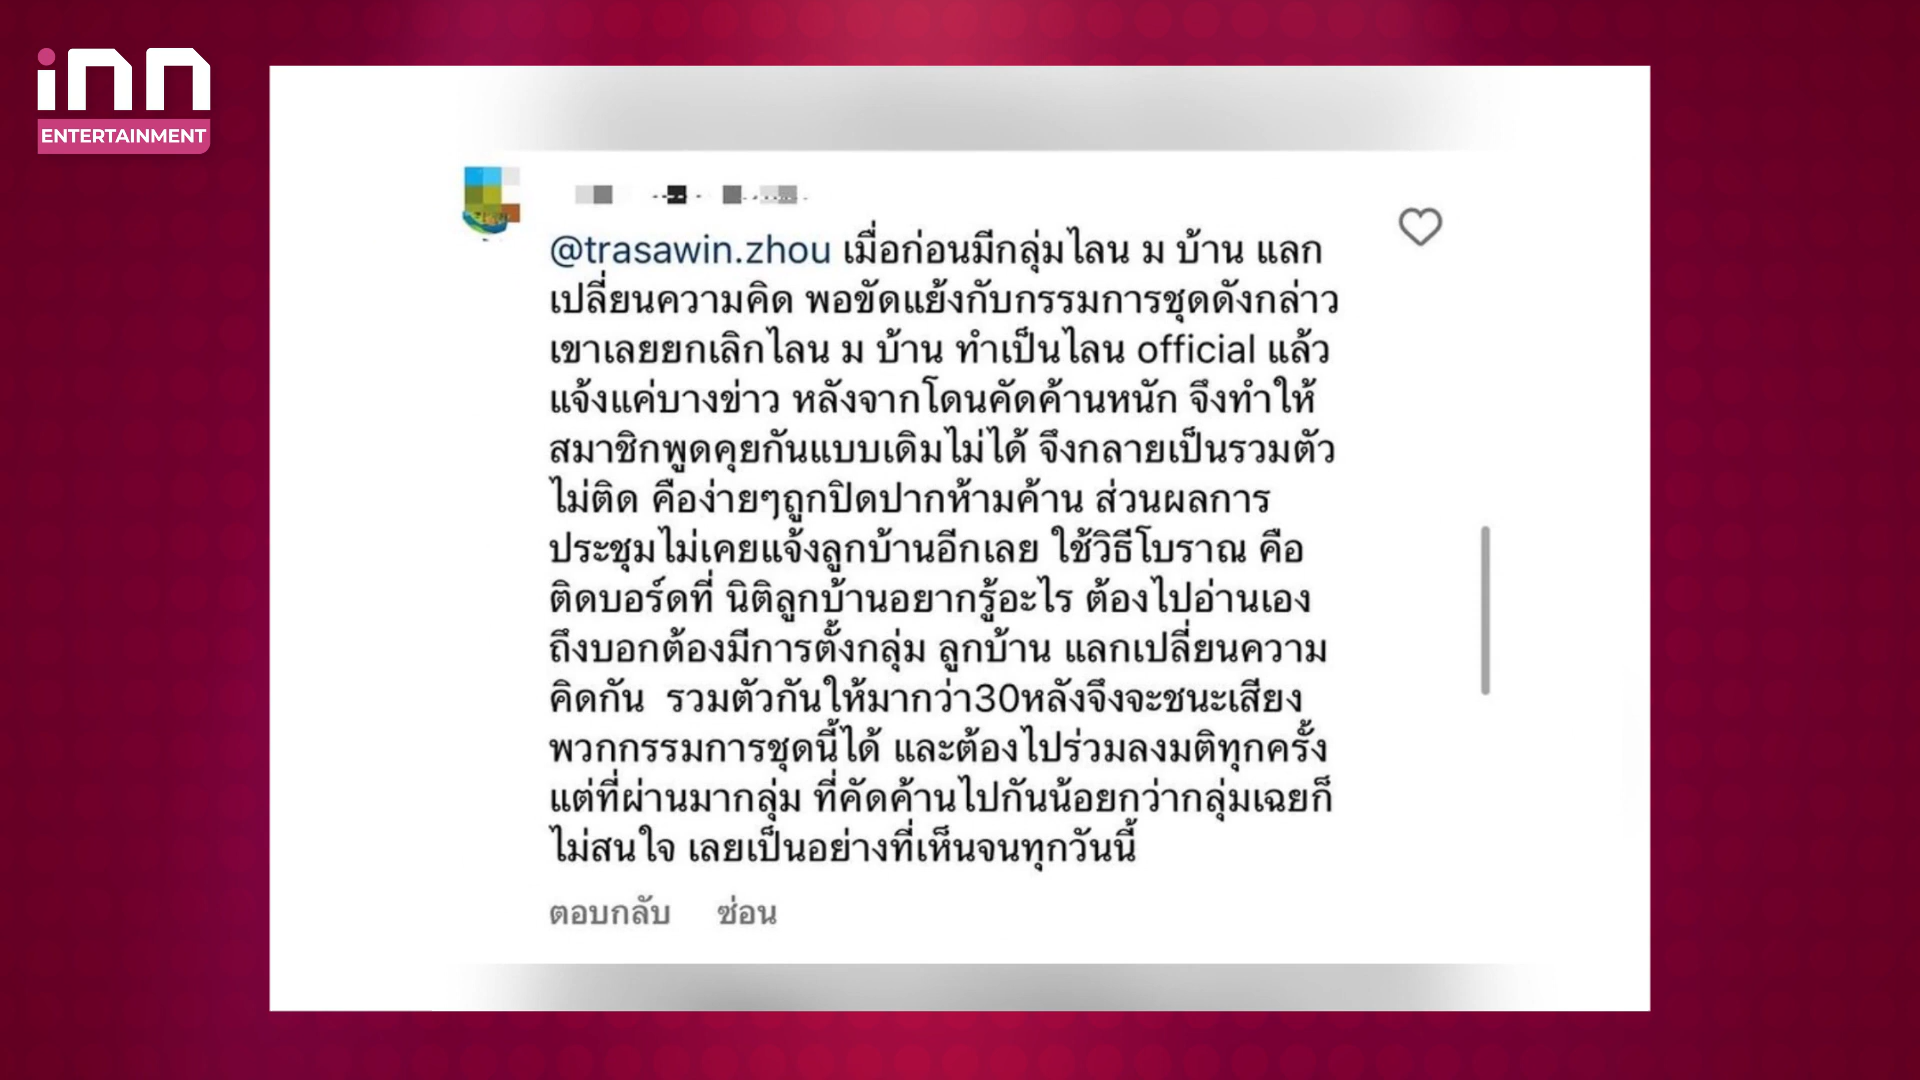 inn
ENTERTAINMENT
@trasawin.zhou เมื่อก่อนมีกลุ่มไลน ม บ้าน แลก
เปลี่ยนความคิด พอขัดแย้งกับกรรมการชุดดังกล่าว
เขาเลยยกเลิกไลน ม บ้าน ทำเป็นไลน official แล้ว
แจ้งแค่บางข่าว หลังจากโดนคัดค้านหนัก จึงทำให้
สมาชิกพูดคุยกันแบบเดิมไม่ได้ จึงกลายเป็นรวมตัว
ไม่ติด คือง่ายๆถูกปิดปากห้ามค้าน ส่วนผลการ
ประชุมไม่เคยแจ้งลูกบ้านอีกเลย ใช้วิธีโบราณ คือ
ติดบอร์ดที่ นิติลูกบ้านอยากรู้อะไร ต้องไปอ่านเอง
ถึงบอกต้องมีการตั้งกลุ่ม ลูกบ้าน แลกเปลี่ยนความ
คิดกัน  รวมตัวกันให้มากว่า30หลังจึงจะชนะเสียง
พวกกรรมการชุดนี้ได้ และต้องไปร่วมลงมติทุกครั้ง
แต่ที่ผ่านมากลุ่ม ที่คัดค้านไปกันน้อยกว่ากลุ่มเฉยก็
ไม่สนใจ เลยเป็นอย่างที่เห็นจนทุกวันนี้
ตอบกลับ ซ่อน